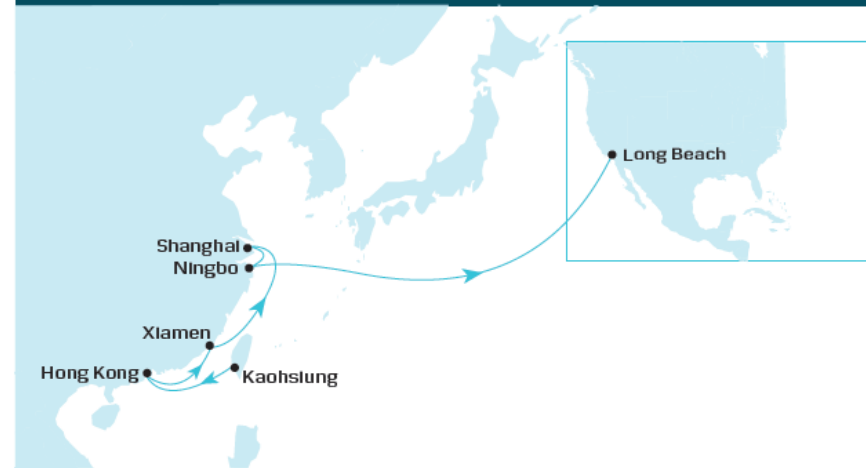 Long Beach
Shanghai
Ningbo
Xiamen
Hong Kong
Kaohsiung